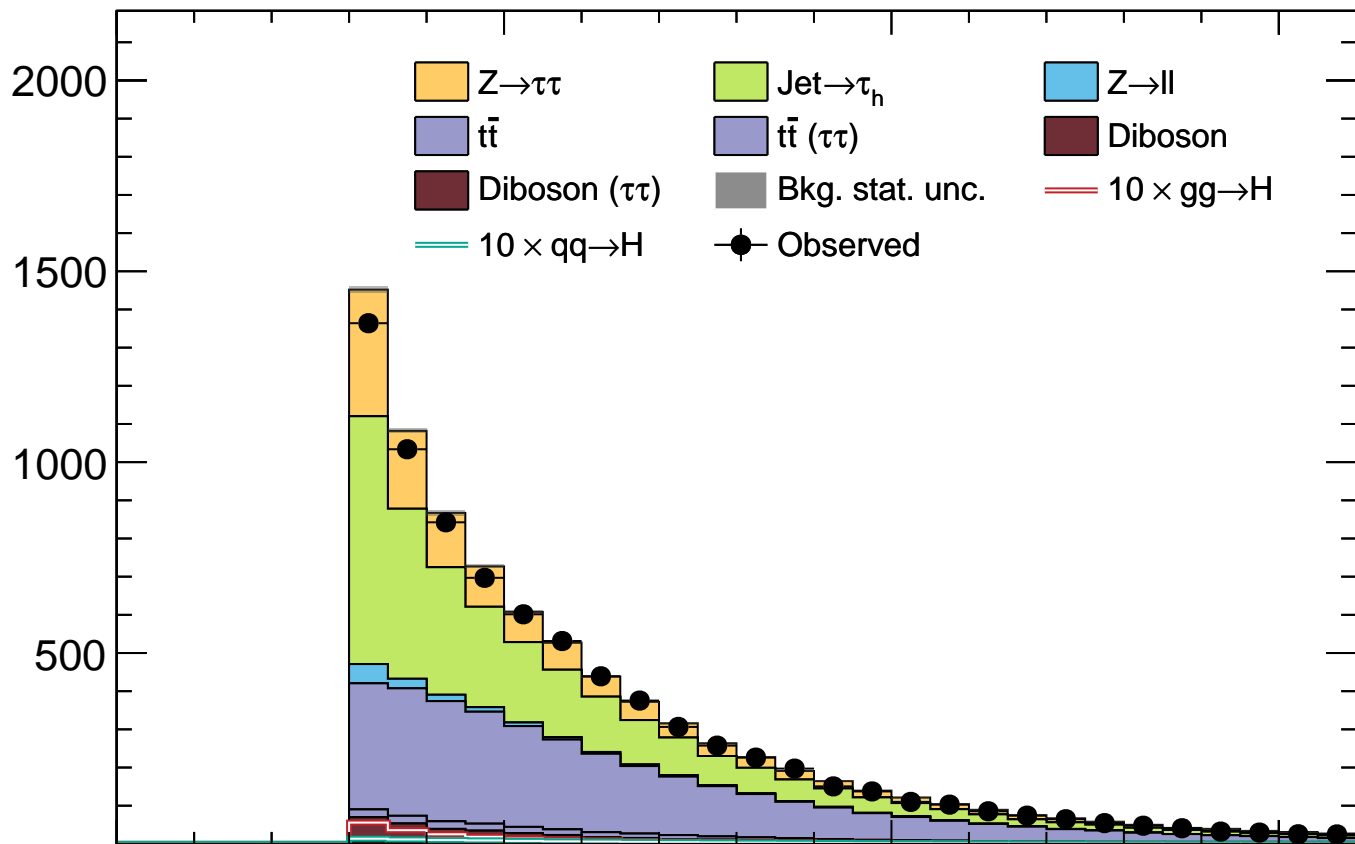 2000
Z→ττ Jet→τₕ Z→ll
tt̄ tt̄ (ττ) Diboson
Diboson (ττ) Bkg. stat. unc. 10 × gg→H
10 × qq→H Observed
1500
1000
500